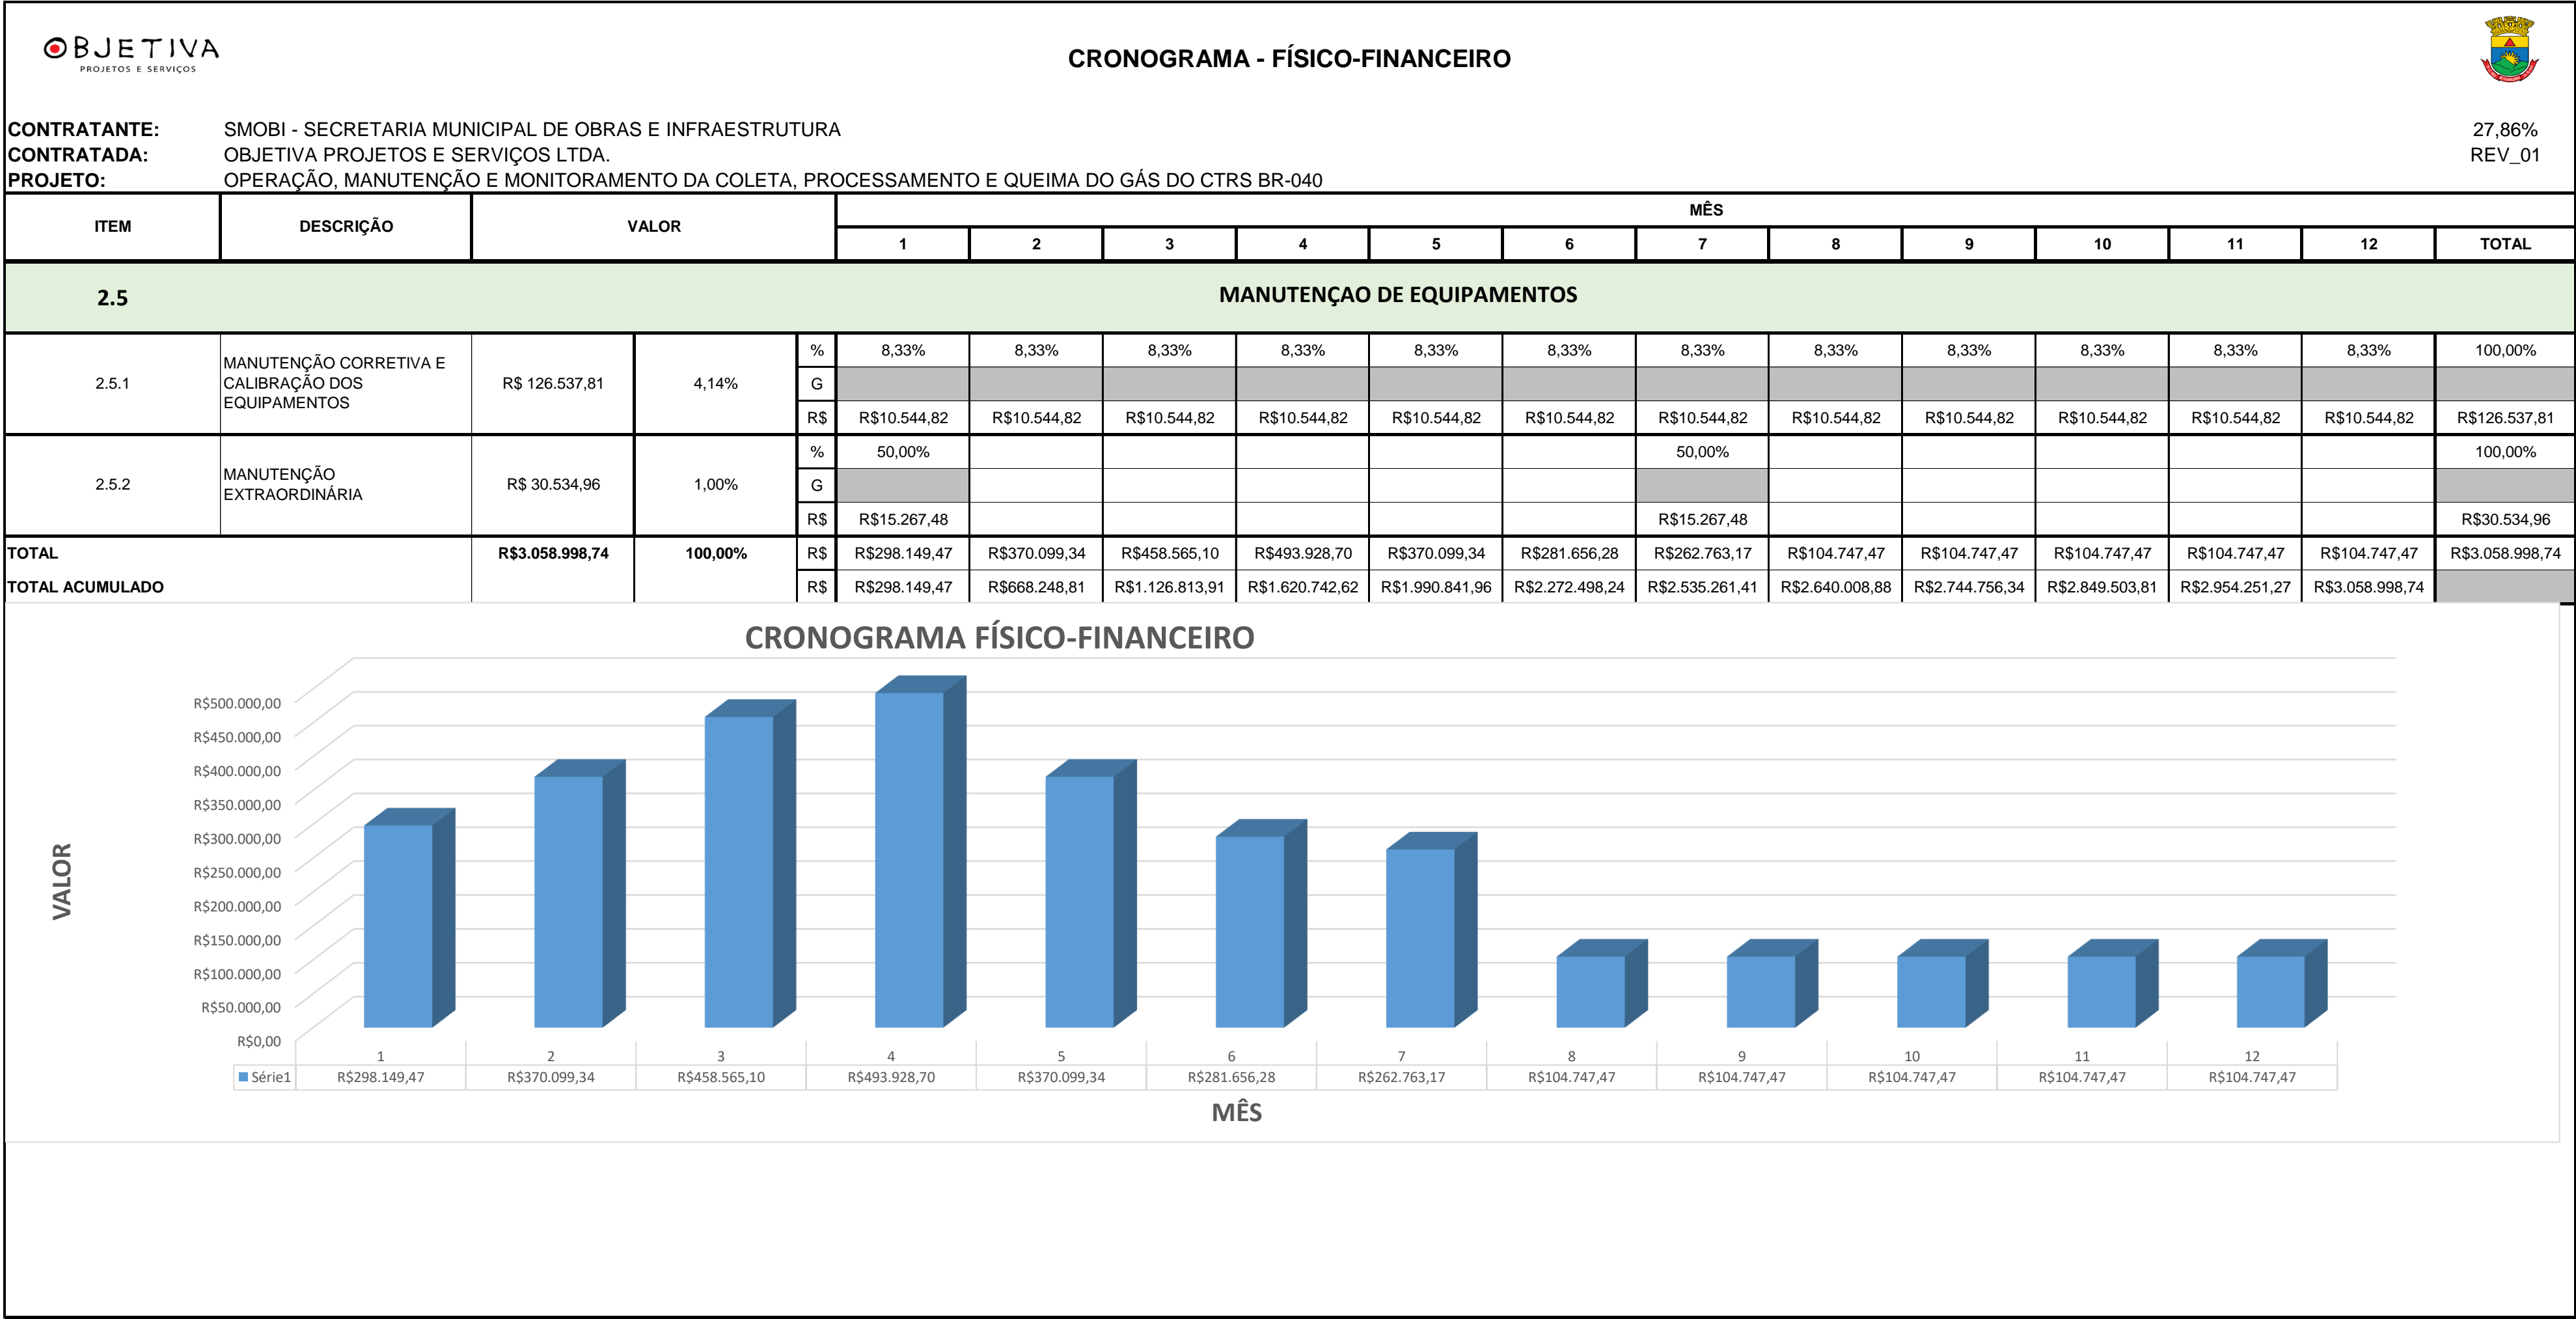 OBJETIVA
PROJETOS E SERVIÇOS
CRONOGRAMA - FÍSICO-FINANCEIRO
CONTRATANTE: SMOBI - SECRETARIA MUNICIPAL DE OBRAS E INFRAESTRUTURA 27,86%
CONTRATADA: OBJETIVA PROJETOS E SERVIÇOS LTDA. REV_01
PROJETO: OPERAÇÃO, MANUTENÇÃO E MONITORAMENTO DA COLETA, PROCESSAMENTO E QUEIMA DO GÁS DO CTRS BR-040
ITEM DESCRIÇÃO VALOR MÊS
1 2 3 4 5 6 7 8 9 10 11 12 TOTAL
2.5 MANUTENÇAO DE EQUIPAMENTOS
2.5.1
MANUTENÇÃO CORRETIVA E
CALIBRAÇÃO DOS
EQUIPAMENTOS
R$ 126.537,81 4,14%
% 8,33% 8,33% 8,33% 8,33% 8,33% 8,33% 8,33% 8,33% 8,33% 8,33% 8,33% 8,33% 100,00%
G
R$ R$10.544,82 R$10.544,82 R$10.544,82 R$10.544,82 R$10.544,82 R$10.544,82 R$10.544,82 R$10.544,82 R$10.544,82 R$10.544,82 R$10.544,82 R$10.544,82 R$126.537,81
2.5.2
MANUTENÇÃO
EXTRAORDINÁRIA
R$ 30.534,96 1,00%
% 50,00% 50,00% 100,00%
G
R$ R$15.267,48 R$15.267,48 R$30.534,96
TOTAL R$3.058.998,74 100,00% R$ R$298.149,47 R$370.099,34 R$458.565,10 R$493.928,70 R$370.099,34 R$281.656,28 R$262.763,17 R$104.747,47 R$104.747,47 R$104.747,47 R$104.747,47 R$104.747,47 R$3.058.998,74
TOTAL ACUMULADO R$ R$298.149,47 R$668.248,81 R$1.126.813,91 R$1.620.742,62 R$1.990.841,96 R$2.272.498,24 R$2.535.261,41 R$2.640.008,88 R$2.744.756,34 R$2.849.503,81 R$2.954.251,27 R$3.058.998,74
CRONOGRAMA FÍSICO-FINANCEIRO
VALOR
R$500.000,00
R$450.000,00
R$400.000,00
R$350.000,00
R$300.000,00
R$250.000,00
R$200.000,00
R$150.000,00
R$100.000,00
R$50.000,00
R$0,00
1 2 3 4 5 6 7 8 9 10 11 12
Série1 R$298.149,47 R$370.099,34 R$458.565,10 R$493.928,70 R$370.099,34 R$281.656,28 R$262.763,17 R$104.747,47 R$104.747,47 R$104.747,47 R$104.747,47 R$104.747,47
MÊS